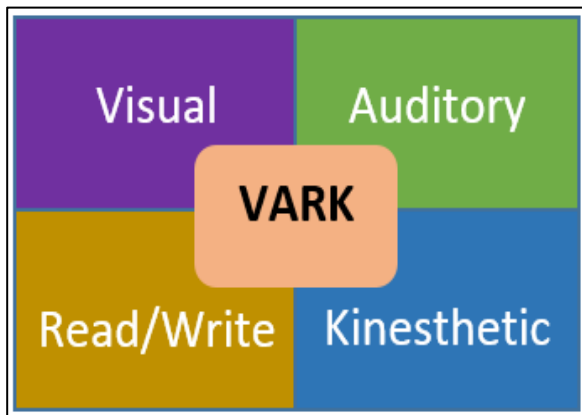 Visual
Auditory
VARK
Read/Write
Kinesthetic